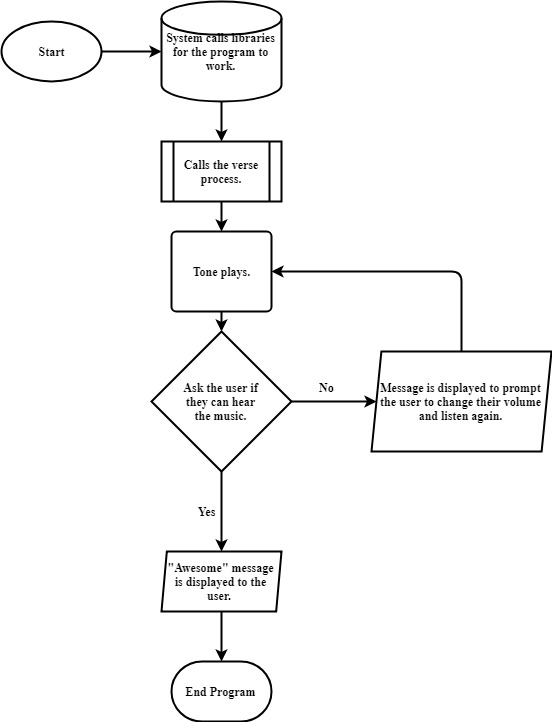 Start
System calls libraries
for the program to
work.
Calls the verse
process.
Tone plays.
Ask the user if
they can hear
the music.
No
Message is displayed to prompt
the user to change their volume
and listen again.
Yes
"Awesome" message
is displayed to the
user.
End Program